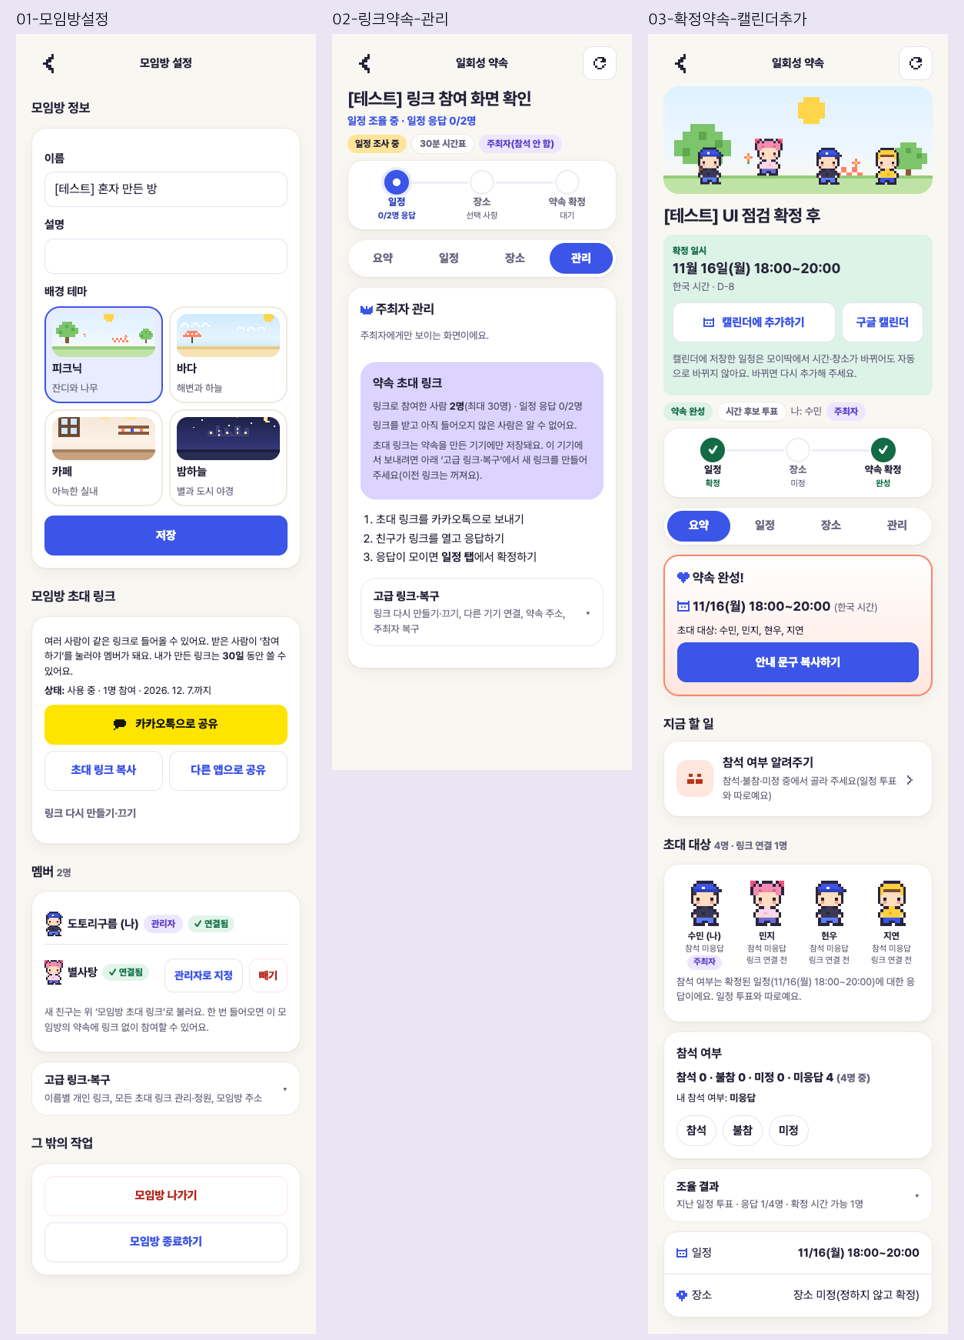 01-모임방설정
모임방 설정
모임방 정보
이름
[테스트] 혼자 만든 방
설명
배경 테마
피크닉
잔디와 나무
바다
해변과 하늘
카페
아늑한 실내
밤하늘
별과 도시 야경
저장
모임방 초대 링크
여러 사람이 같은 링크로 들어올 수 있어요. 받은 사람이 ‘참여
하기’를 눌러야 멤버가 돼요. 내가 만든 링크는 30일 동안 쓸 수
있어요.
상태: 사용 중 · 1명 참여 · 2026. 12. 7.까지
카카오톡으로 공유
초대 링크 복사
다른 앱으로 공유
링크 다시 만들기·끄기
멤버 2명
도토리구름 (나) 관리자 ✓ 연결됨
별사탕 ✓ 연결됨 관리자로 지정 빼기
새 친구는 위 ‘모임방 초대 링크’로 불러요. 한 번 들어오면 이 모
임방의 약속에 링크 없이 참여할 수 있어요.
고급 링크·복구
이름별 개인 링크, 모든 초대 링크 관리·정원, 모임방 주소
그 밖의 작업
모임방 나가기
모임방 종료하기
02-링크약속-관리
일회성 약속
[테스트] 링크 참여 화면 확인
일정 조율 중 · 일정 응답 0/2명
일정 조사 중 30분 시간표 주최자(참석 안 함)
일정
0/2명 응답
장소
선택 사항
약속 확정
대기
요약 일정 장소 관리
주최자 관리
주최자에게만 보이는 화면이에요.
약속 초대 링크
링크로 참여한 사람 2명(최대 30명) · 일정 응답 0/2명
링크를 받고 아직 들어오지 않은 사람은 알 수 없어요.
초대 링크는 약속을 만든 기기에만 저장돼요. 이 기기에
서 보내려면 아래 ‘고급 링크·복구’에서 새 링크를 만들어
주세요(이전 링크는 꺼져요).
1. 초대 링크를 카카오톡으로 보내기
2. 친구가 링크를 열고 응답하기
3. 응답이 모이면 일정 탭에서 확정하기
고급 링크·복구
링크 다시 만들기·끄기, 다른 기기 연결, 약속 주소,
주최자 복구
03-확정약속-캘린더추가
일회성 약속
[테스트] UI 점검 확정 후
확정 일시
11월 16일(월) 18:00~20:00
한국 시간 · D-8
캘린더에 추가하기
구글 캘린더
캘린더에 저장한 일정은 모이딱에서 시간·장소가 바뀌어도 자동
으로 바뀌지 않아요. 바뀌면 다시 추가해 주세요.
약속 완성 시간 후보 투표 나: 수민 주최자
일정
확정
장소
미정
약속 확정
완성
요약 일정 장소 관리
약속 완성!
11/16(월) 18:00~20:00 (한국 시간)
초대 대상: 수민, 민지, 현우, 지연
안내 문구 복사하기
지금 할 일
참석 여부 알려주기
참석·불참·미정 중에서 골라 주세요(일정 투표
와 따로예요)
초대 대상 4명 · 링크 연결 1명
수민 (나)
참석 미응답
주최자
민지
참석 미응답
링크 연결 전
현우
참석 미응답
링크 연결 전
지연
참석 미응답
링크 연결 전
참석 여부는 확정된 일정(11/16(월) 18:00~20:00)에 대한 응
답이에요. 일정 투표와 따로예요.
참석 여부
참석 0 · 불참 0 · 미정 0 · 미응답 4 (4명 중)
내 참석 여부: 미응답
참석 불참 미정
조율 결과
지난 일정 투표 · 응답 1/4명 · 확정 시간 가능 1명
일정 11/16(월) 18:00~20:00
장소 장소 미정(정하지 않고 확정)